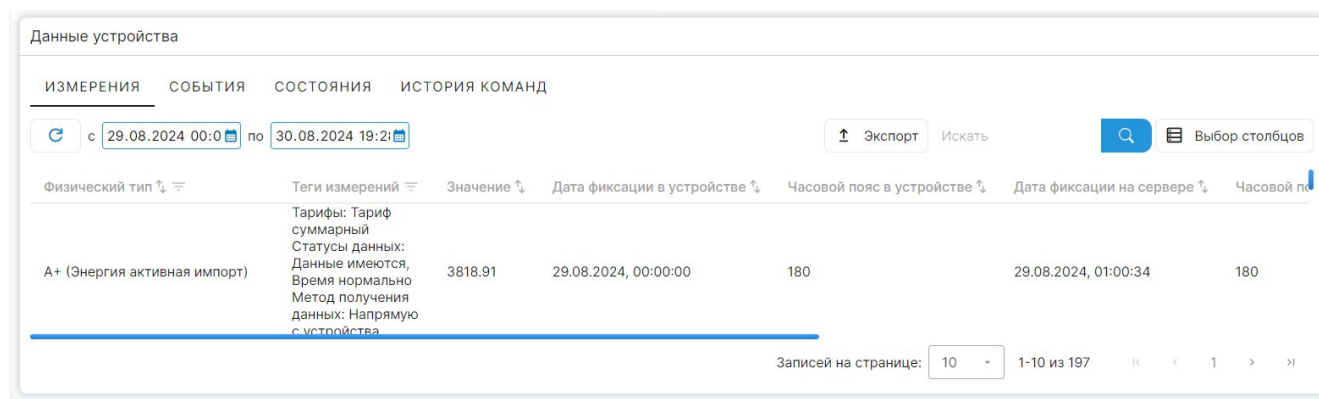 Данные устройства
ИЗМЕРЕНИЯ СОБЫТИЯ СОСТОЯНИЯ ИСТОРИЯ КОМАНД
с 29.08.2024 00:0 по 30.08.2024 19:28 Экспорт Искать Выбор столбцов
Физический тип Теги измерений Значение Дата фиксации в устройстве Часовой пояс в устройстве Дата фиксации на сервере Часовой по
Тарифы: Тариф
суммарный
Статусы данных:
Данные имеются,
A+ (Энергия активная импорт) Время нормально 3818.91 29.08.2024, 00:00:00 180 29.08.2024, 01:00:34 180
Метод получения
данных: Напрямую
с устройства
Записей на странице: 10 1-10 из 197 1